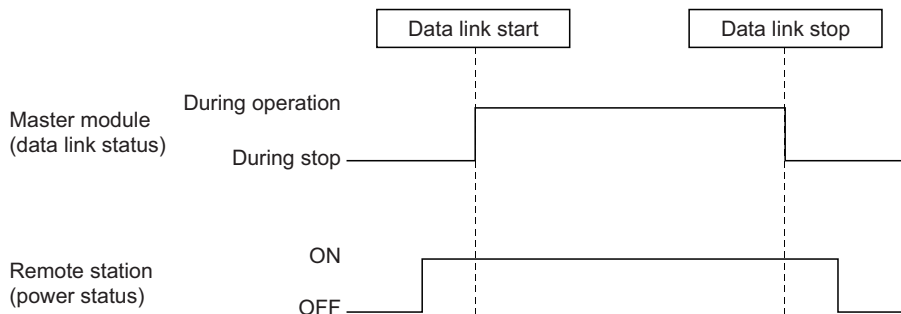 Data link start
Data link stop
Master module
(data link status)
During operation
During stop
Remote station
(power status)
ON
OFF